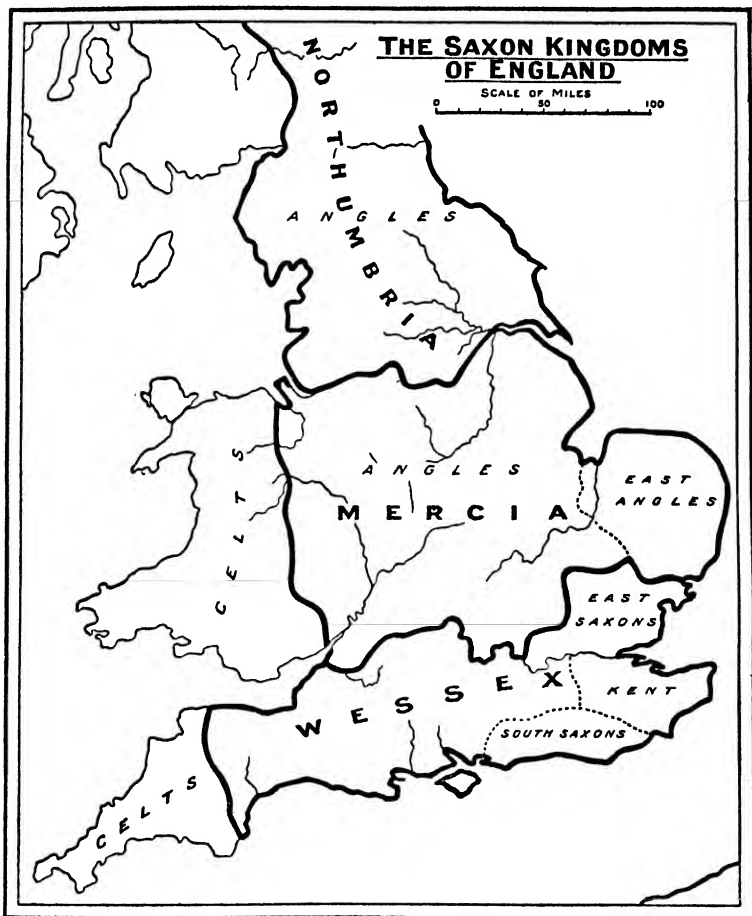 THE SAXON KINGDOMS
OF ENGLAND
SCALE OF MILES
0 50 100
NORTHUMBRIA
ANGLES
ANGLES
MERCIA
EAST
ANGLES
CELTS
EAST
SAXONS
WESSEX
KENT
SOUTH SAXONS
CELTS